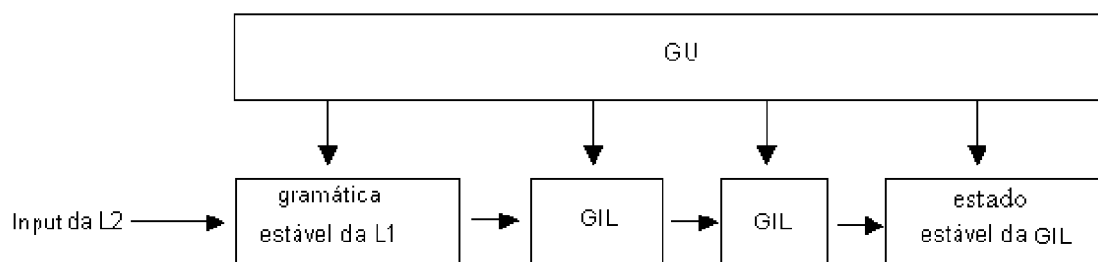 GU
gramática
estável da L1
Input da L2
GIL
GIL
estado
estável da GIL